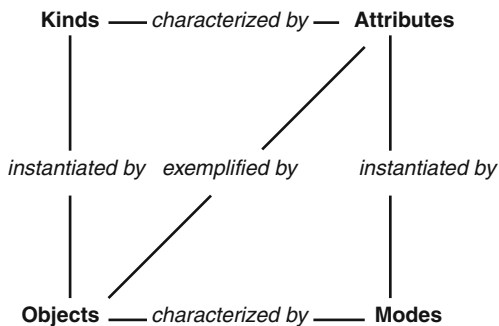 Kinds characterized by Attributes
instantiated by exemplified by instantiated by
Objects characterized by Modes